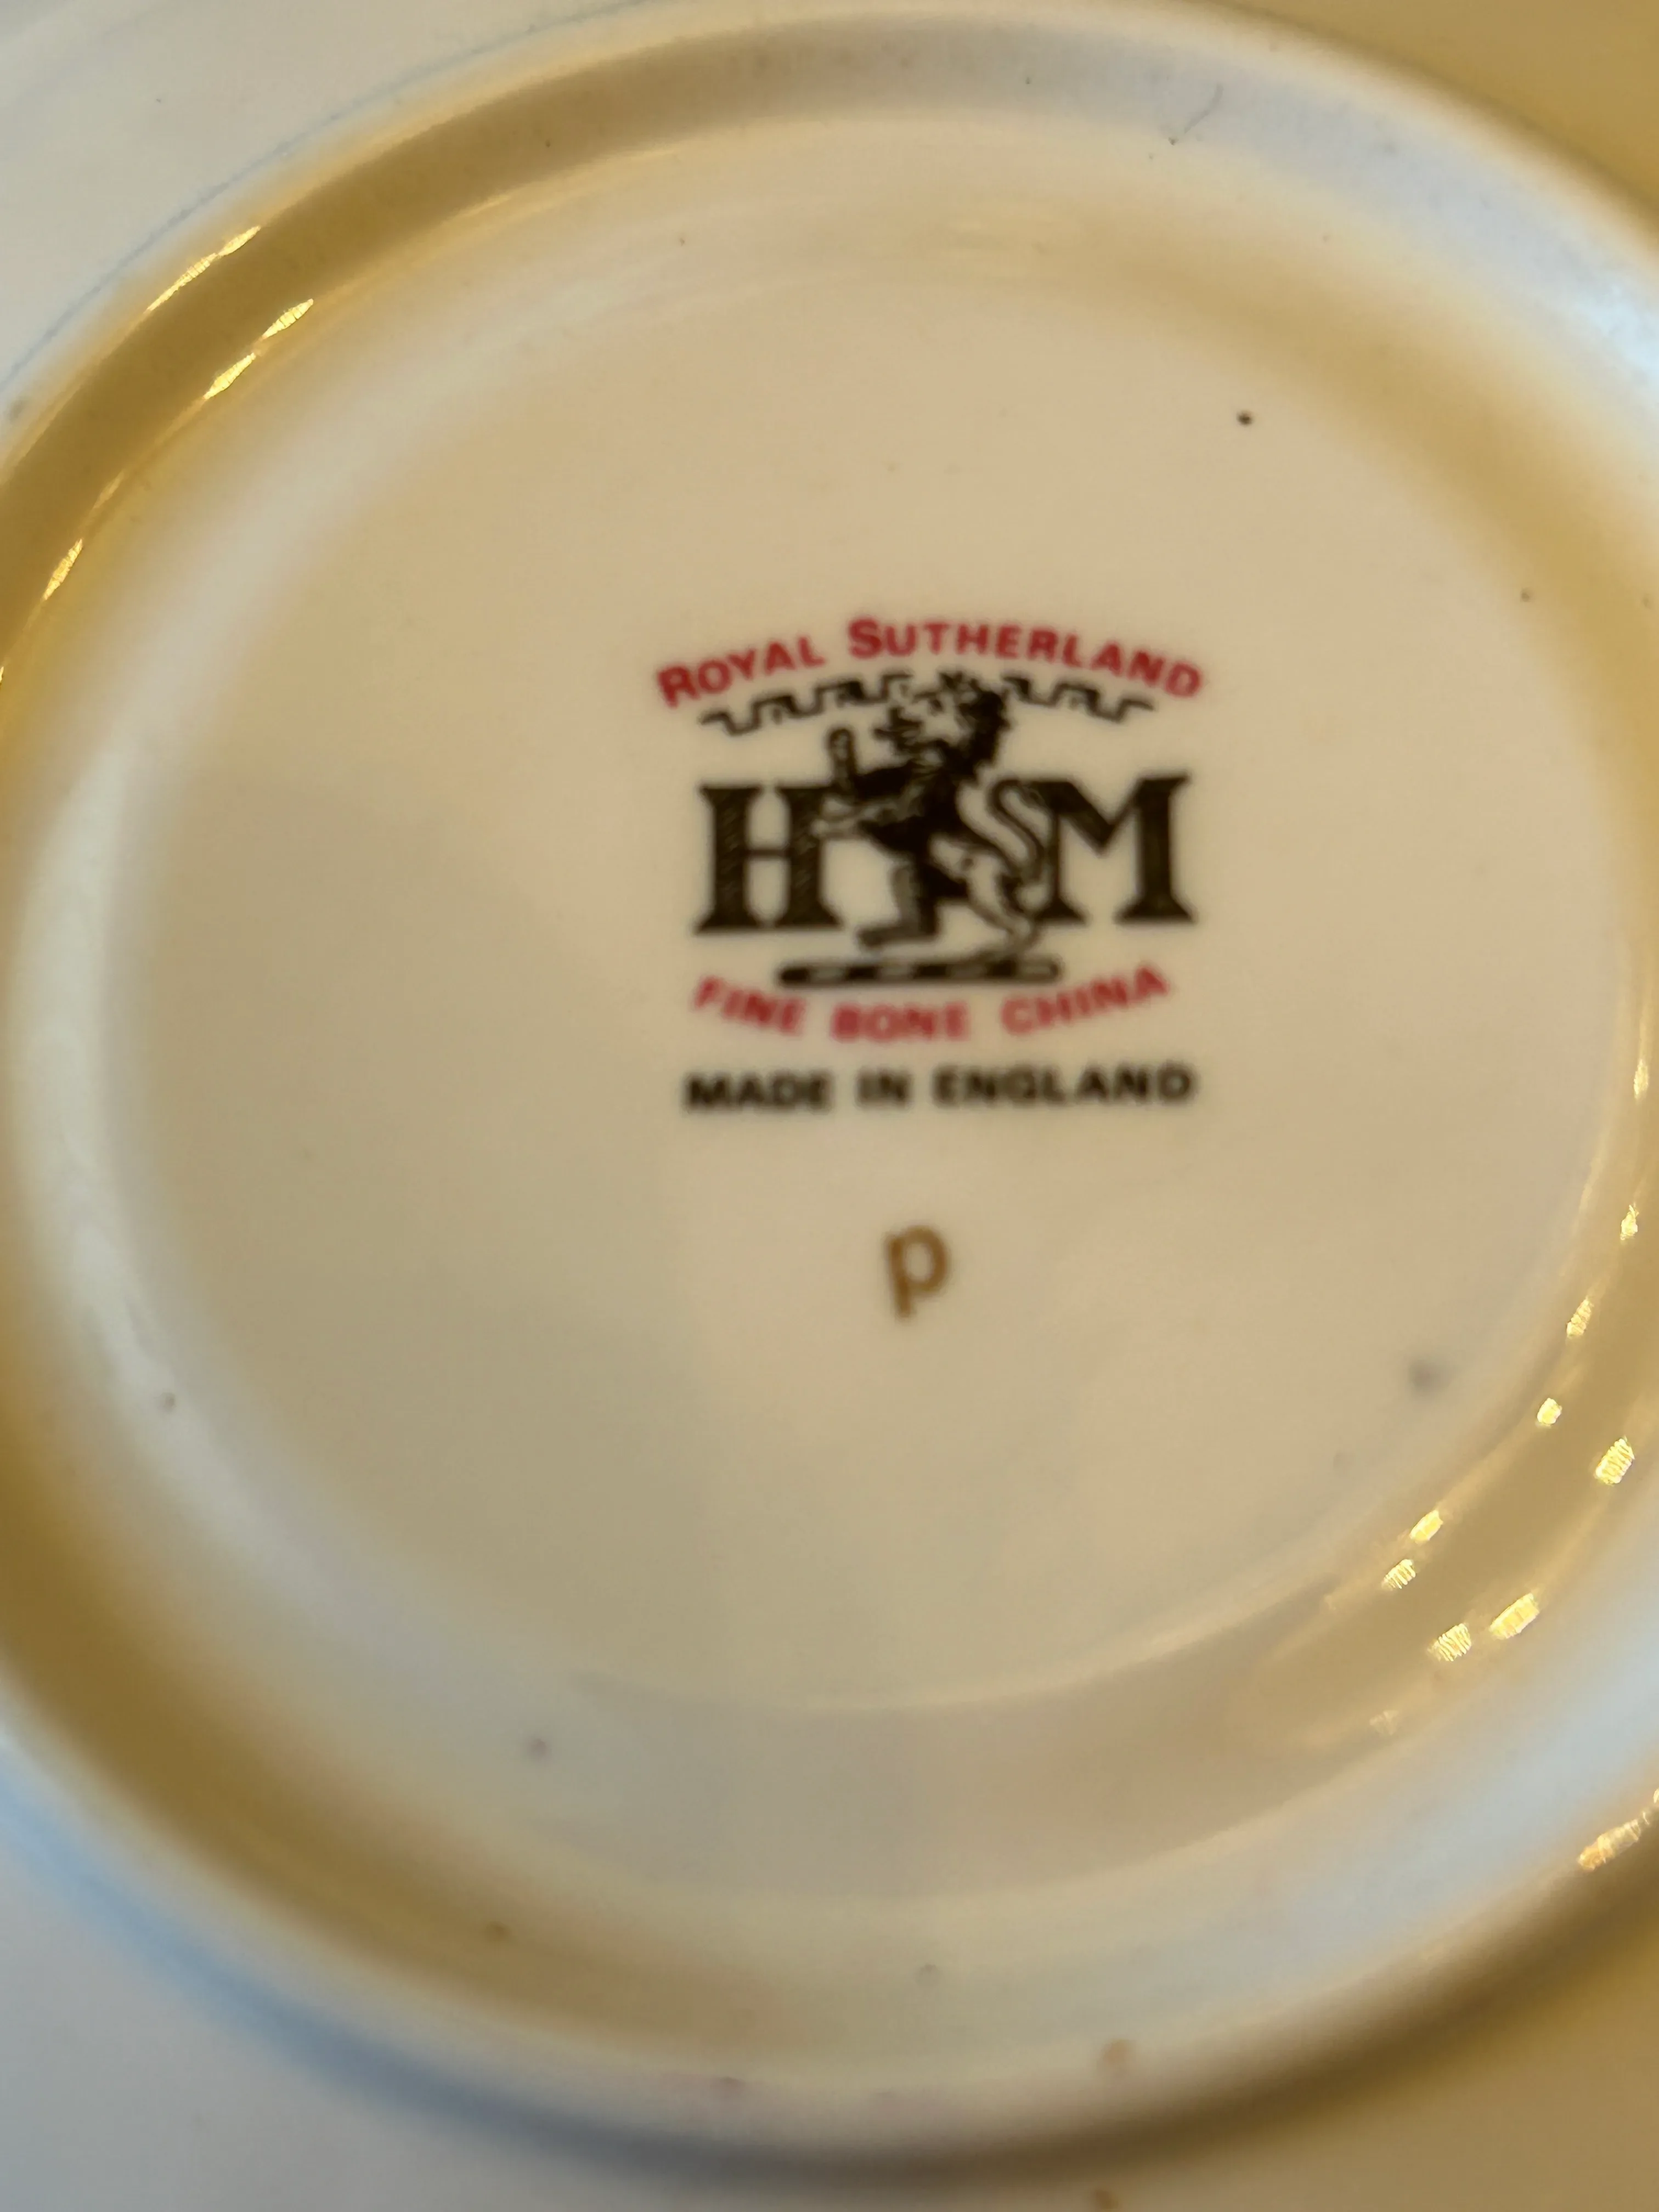 ROYAL SUTHERLAND
H M
FINE BONE CHINA
MADE IN ENGLAND
p